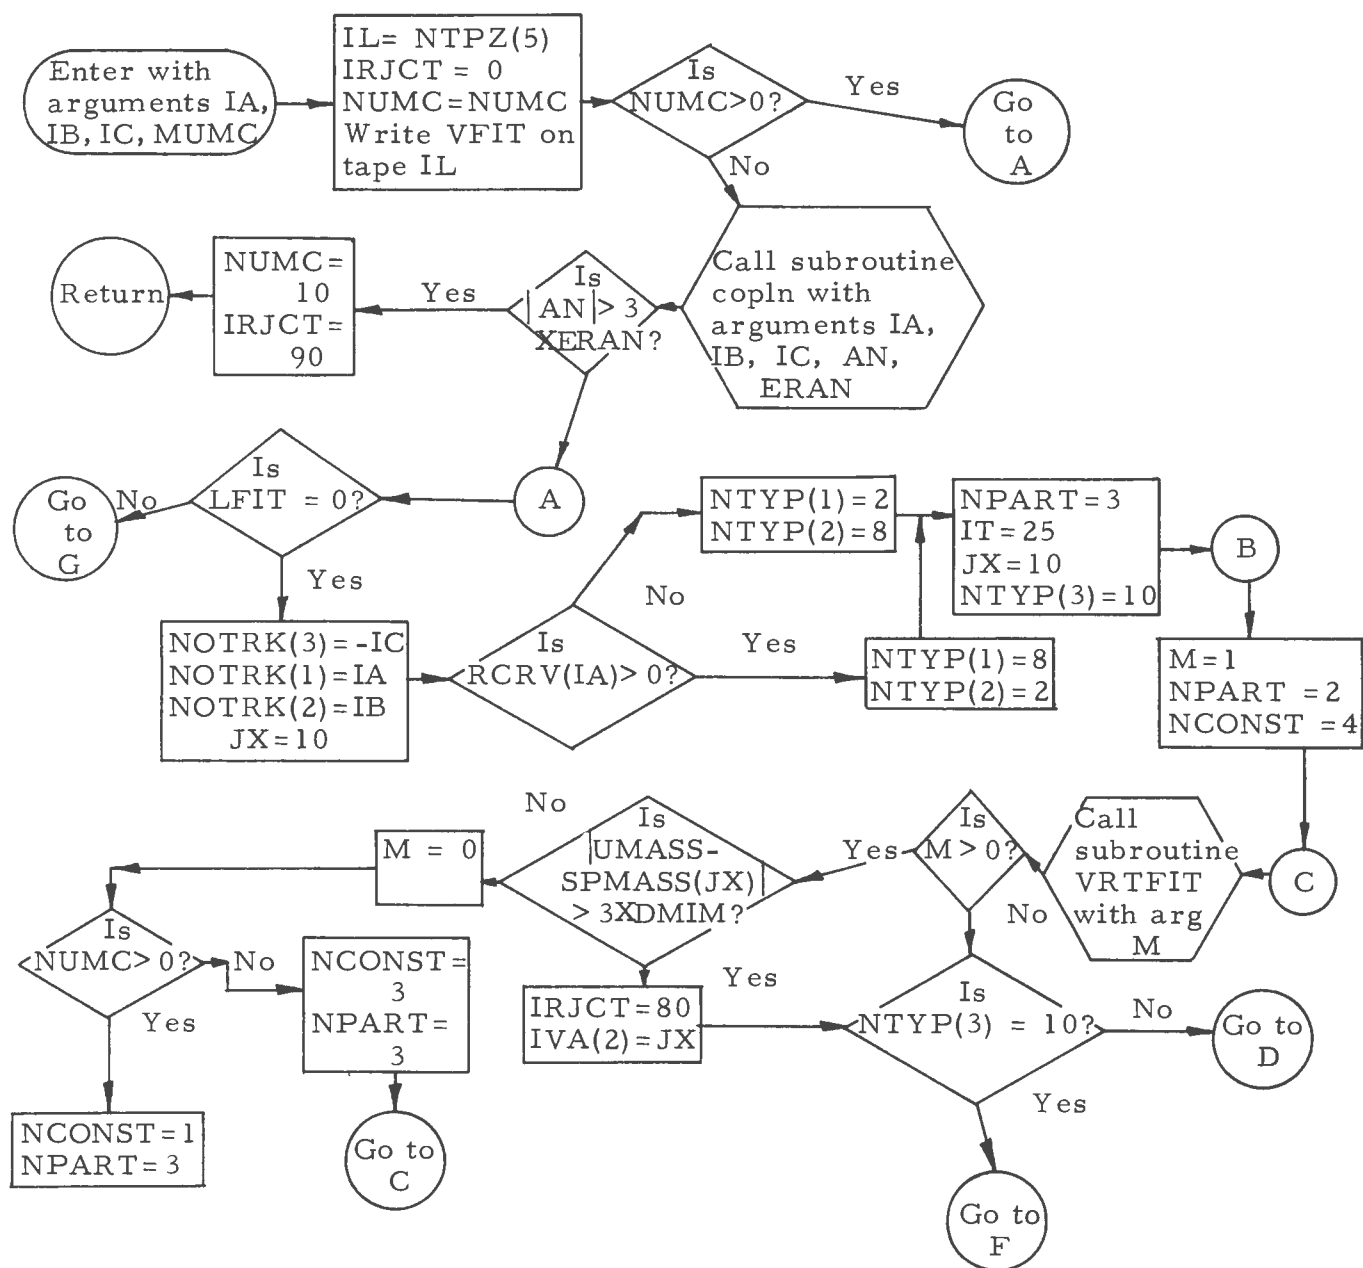 Enter with
arguments IA,
IB, IC, MUMC
IL= NTPZ(5)
IRJCT = 0
NUMC=NUMC
Write VFIT on
tape IL
Is
NUMC>0?
Yes
Go
to
A
No
Call subroutine
copln with
arguments IA,
IB, IC, AN,
ERAN
Is
|AN|> 3
XERAN?
Yes
NUMC=
10
IRJCT=
90
Return
A
Is
LFIT = 0?
No
Go
to
G
Yes
NOTRK(3)=-IC
NOTRK(1)=IA
NOTRK(2)=IB
JX=10
Is
RCRV(IA)>0?
No
NTYP(1)=2
NTYP(2)=8
Yes
NTYP(1)=8
NTYP(2)=2
NPART=3
IT=25
JX=10
NTYP(3)=10
B
M=1
NPART =2
NCONST =4
C
Call
subroutine
VRTFIT
with arg
M
Is
M>0?
Yes
No
Is
|UMASS-
SPMASS(JX)|
> 3XDMIM?
No
M = 0
Is
NUMC>0?
No
NCONST=
3
NPART=
3
Go to
C
Yes
NCONST=1
NPART=3
Yes
IRJCT=80
IVA(2)=JX
Is
NTYP(3) = 10?
No
Go to
D
Yes
Go to
F